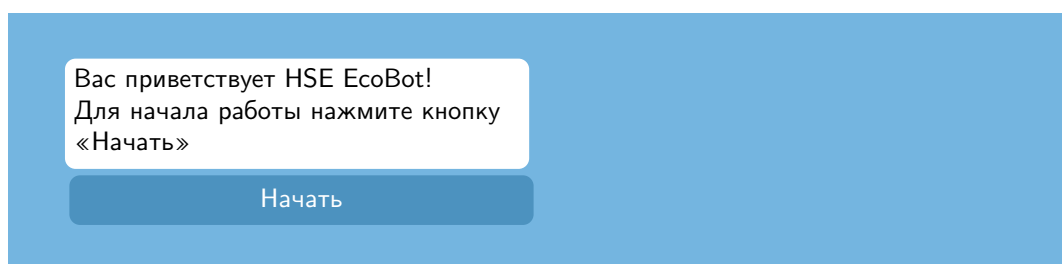 Вас приветствует HSE EcoBot!
Для начала работы нажмите кнопку
«Начать»
Начать